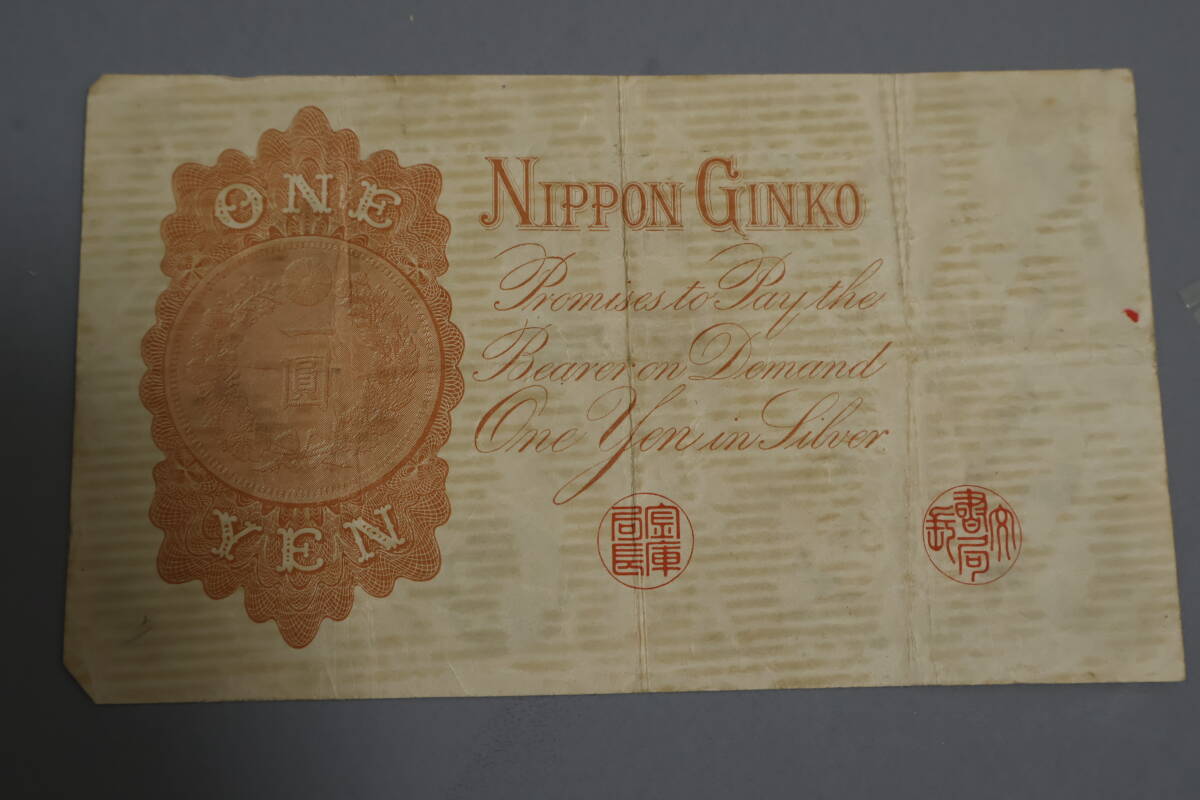 ONE
一圓
YEN
NIPPON GINKO
Promises to Pay the
Bearer on Demand
One Yen in Silver
金庫
局長
文
書局
長